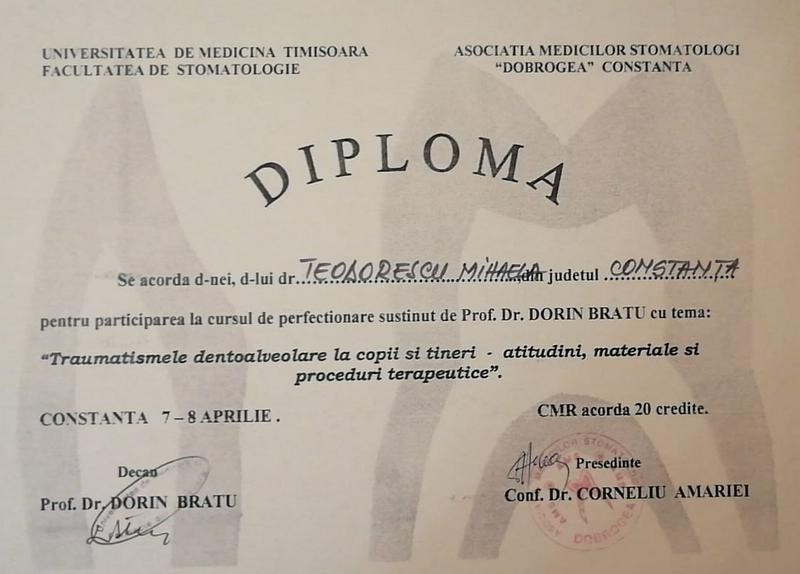 UNIVERSITATEA DE MEDICINA TIMISOARA
FACULTATEA DE STOMATOLOGIE
ASOCIATIA MEDICILOR STOMATOLOGI
“DOBROGEA” CONSTANTA
DIPLOMA
Se acorda d-nei, d-lui dr. TEODORESCU MIHAELA din judetul CONSTANȚA
pentru participarea la cursul de perfectionare sustinut de Prof. Dr. DORIN BRATU cu tema:
“Traumatismele dentoalveolare la copii si tineri - atitudini, materiale si
proceduri terapeutice”.
CONSTANTA 7 – 8 APRILIE .
CMR acorda 20 credite.
Decan
Prof. Dr. DORIN BRATU
Presedinte
Conf. Dr. CORNELIU AMARIEI
DOBROGEA